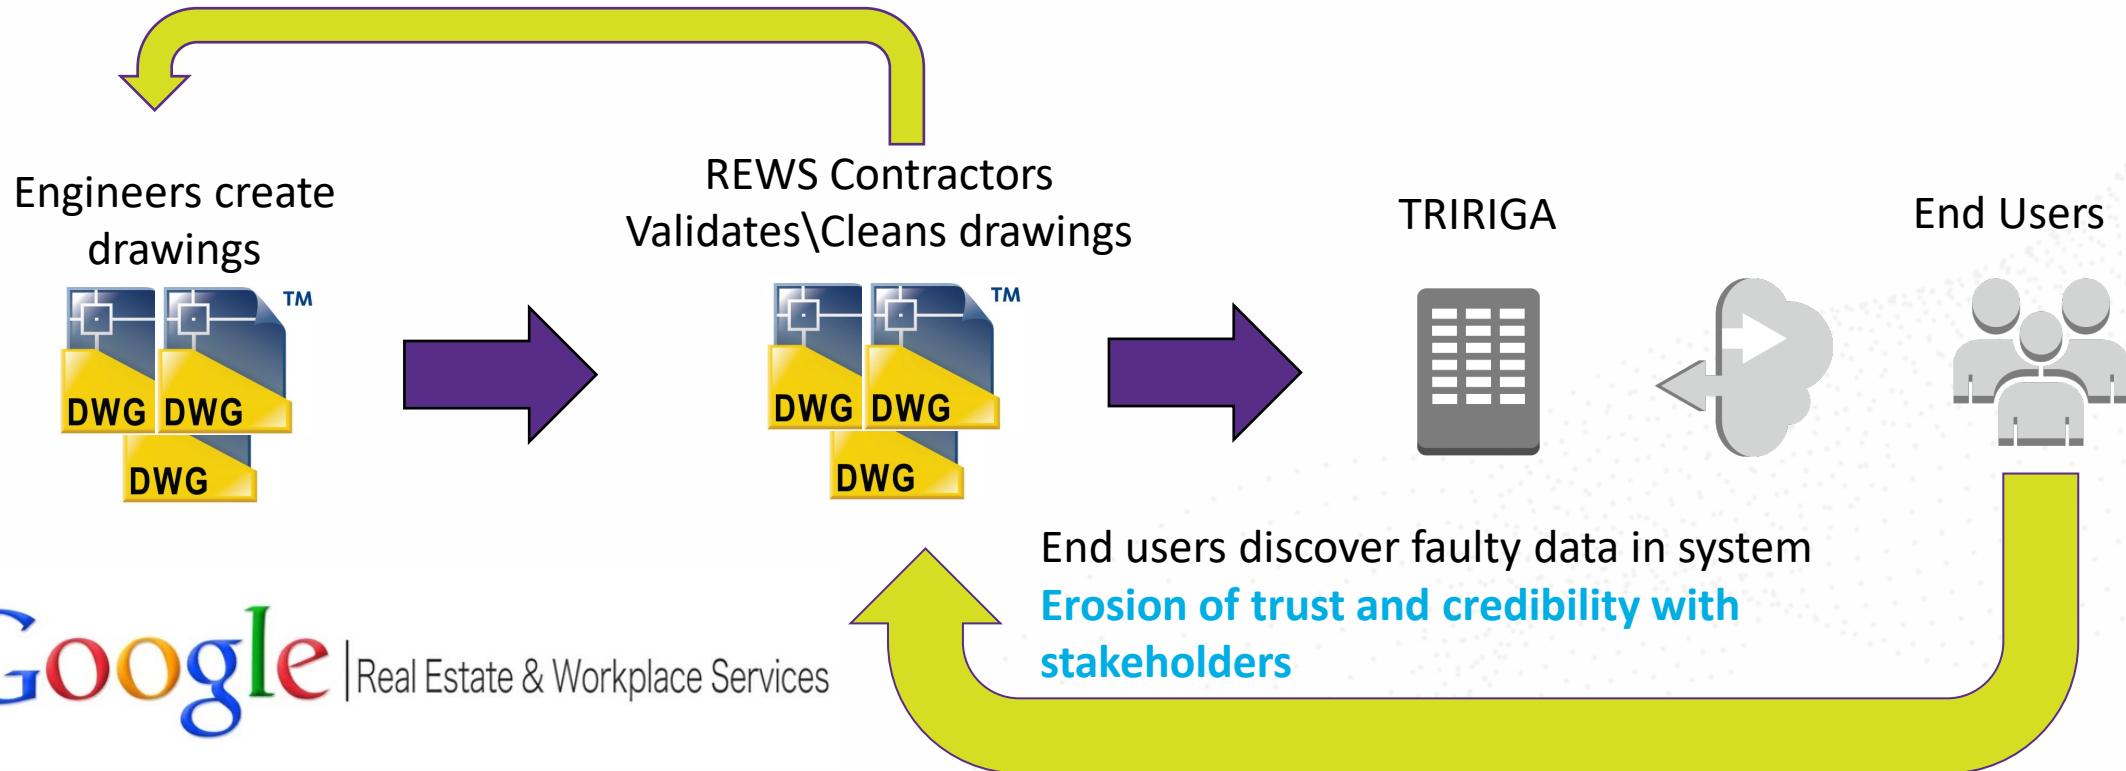 Engineers create
drawings
TM
DWG DWG
DWG
REWS Contractors
Validates\Cleans drawings
TM
DWG DWG
DWG
TRIRIGA
End Users
End users discover faulty data in system
Erosion of trust and credibility with
stakeholders
Google | Real Estate & Workplace Services